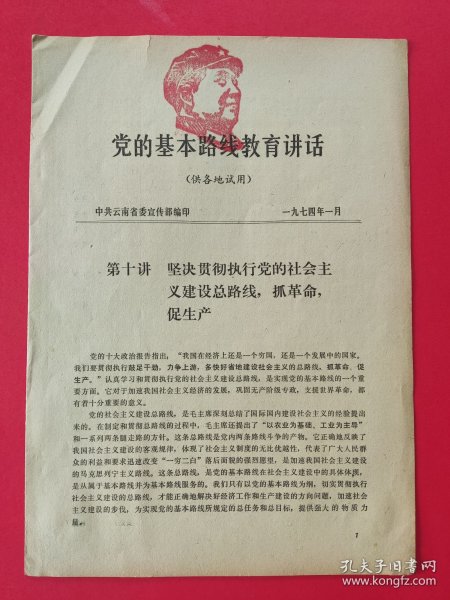 党的基本路线教育讲话
(供各地试用)
中共云南省委宣传部编印 一九七四年一月
第十讲 坚决贯彻执行党的社会主
义建设总路线,抓革命,
促生产
党的十大政治报告指出:“我国在经济上还是一个穷国,还是一个发展中的国家。
我们要贯彻执行鼓足干劲,力争上游,多快好省地建设社会主义的总路线,抓革命,促
生产。”认真学习和贯彻执行党的社会主义建设总路线,是实现党的基本路线的一个重
要方面。它对于加速我国社会主义经济的发展,巩固无产阶级专政,支援世界革命,都
有着十分重要的意义。
党的社会主义建设总路线,是毛主席深刻总结了国际国内建设社会主义的经验提出
来的。在制定和贯彻总路线的过程中,毛主席还提出了“以农业为基础、工业为主导”
和一系列两条腿走路的方针。这条总路线是党内两条路线斗争的产物。它正确地反映了
我国社会主义建设的客观规律,体现了社会主义制度的无比优越性,代表了广大人民群
众的利益和要求迅速改变“一穷二白”落后面貌的强烈愿望,是加速我国社会主义建设
的马克思列宁主义路线。这条总路线,是党的基本路线在社会主义建设中的具体体现,
是从属于基本路线并为基本路线服务的。我们只有以党的基本路线为纲,切实贯彻执行
社会主义建设的总路线,才能正确地解决好经济工作和生产建设的方向问题,加速社会
主义建设的步伐,为实现党的基本路线所规定的总任务和总目标,提供强大的物质力
量。
1
孔夫子旧书网
www.kongfz.com